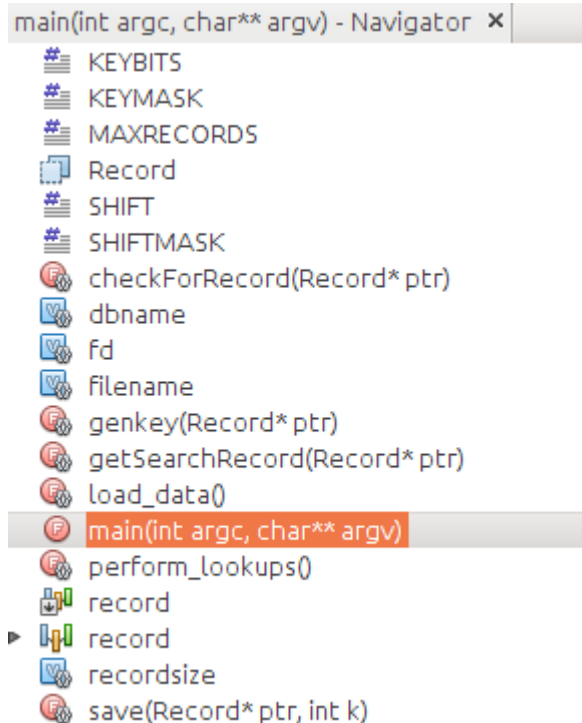 main(int argc, char** argv) - Navigator ×
KEYBITS
KEYMASK
MAXRECORDS
Record
SHIFT
SHIFTMASK
checkForRecord(Record* ptr)
dbname
fd
filename
genkey(Record* ptr)
getSearchRecord(Record* ptr)
load_data()
main(int argc, char** argv)
perform_lookups()
record
record
recordsize
save(Record* ptr, int k)